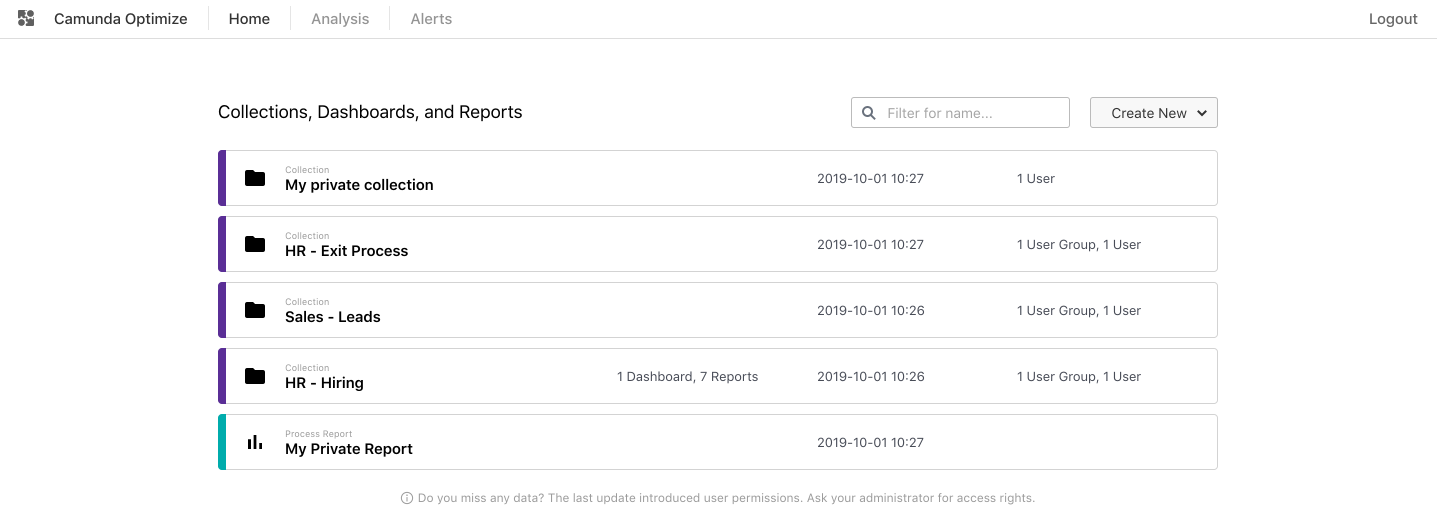 Camunda Optimize Home Analysis Alerts Logout
Collections, Dashboards, and Reports Filter for name... Create New
Collection
My private collection 2019-10-01 10:27 1 User
Collection
HR - Exit Process 2019-10-01 10:27 1 User Group, 1 User
Collection
Sales - Leads 2019-10-01 10:26 1 User Group, 1 User
Collection
HR - Hiring 1 Dashboard, 7 Reports 2019-10-01 10:26 1 User Group, 1 User
Process Report
My Private Report 2019-10-01 10:27
Do you miss any data? The last update introduced user permissions. Ask your administrator for access rights.